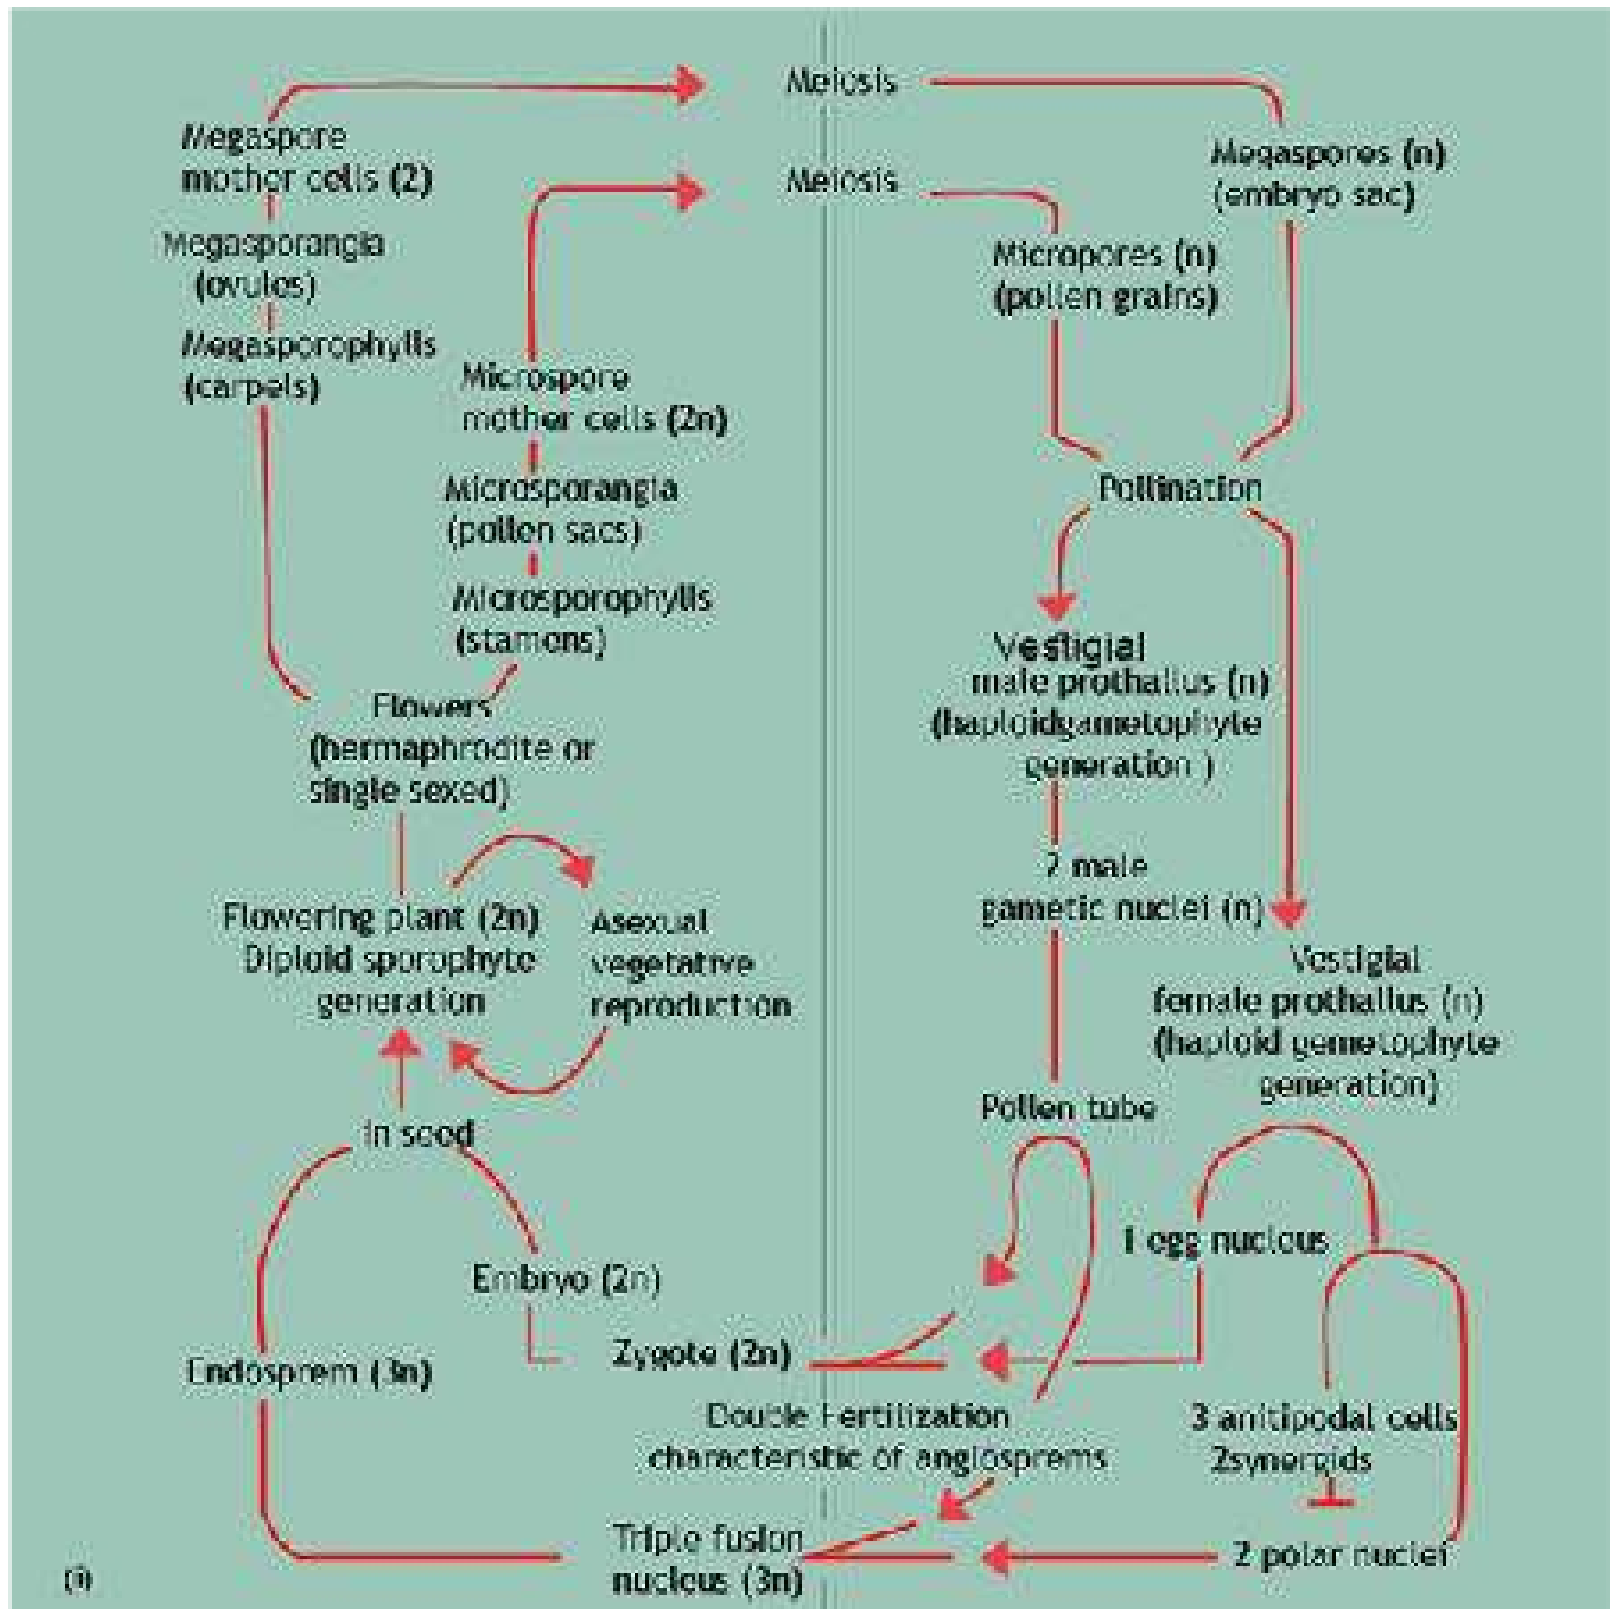 Meiosis
Megaspore
mother cells (2)
Meiosis
Megaspores (n)
(embryo sac)
Megasporangia
(ovules)
Micropores (n)
(pollen grains)
Megasporophylls
(carpels)
Microspore
mother cells (2n)
Microsporangia
(pollen sacs)
Pollination
Microsporophylls
(stamens)
Vestigial
male prothallus (n)
(haploidgametophyte
generation )
Flowers
(hermaphrodite or
single sexed)
2 male
gametic nuclei (n)
Flowering plant (2n)
Diploid sporophyte
generation
Asexual
vegetative
reproduction
Vestigial
female prothallus (n)
(haploid gemetophyte
generation)
Pollen tube
in seed
1 egg nucleus
Embryo (2n)
Zygote (2n)
Endosprem (3n)
Double Fertilization
characteristic of angiosprems
3 anitipodal cells
2synergids
Triple fusion
nucleus (3n)
2 polar nuclei
(i)